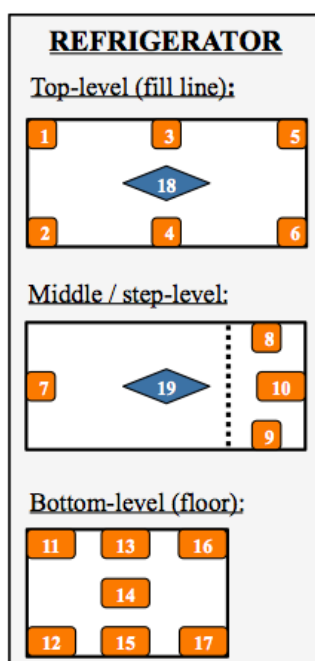 REFRIGERATOR
Top-level (fill line):
1 3 5
18
2 4 6
Middle / step-level:
8
7 19 10
9
Bottom-level (floor):
11 13 16
14
12 15 17